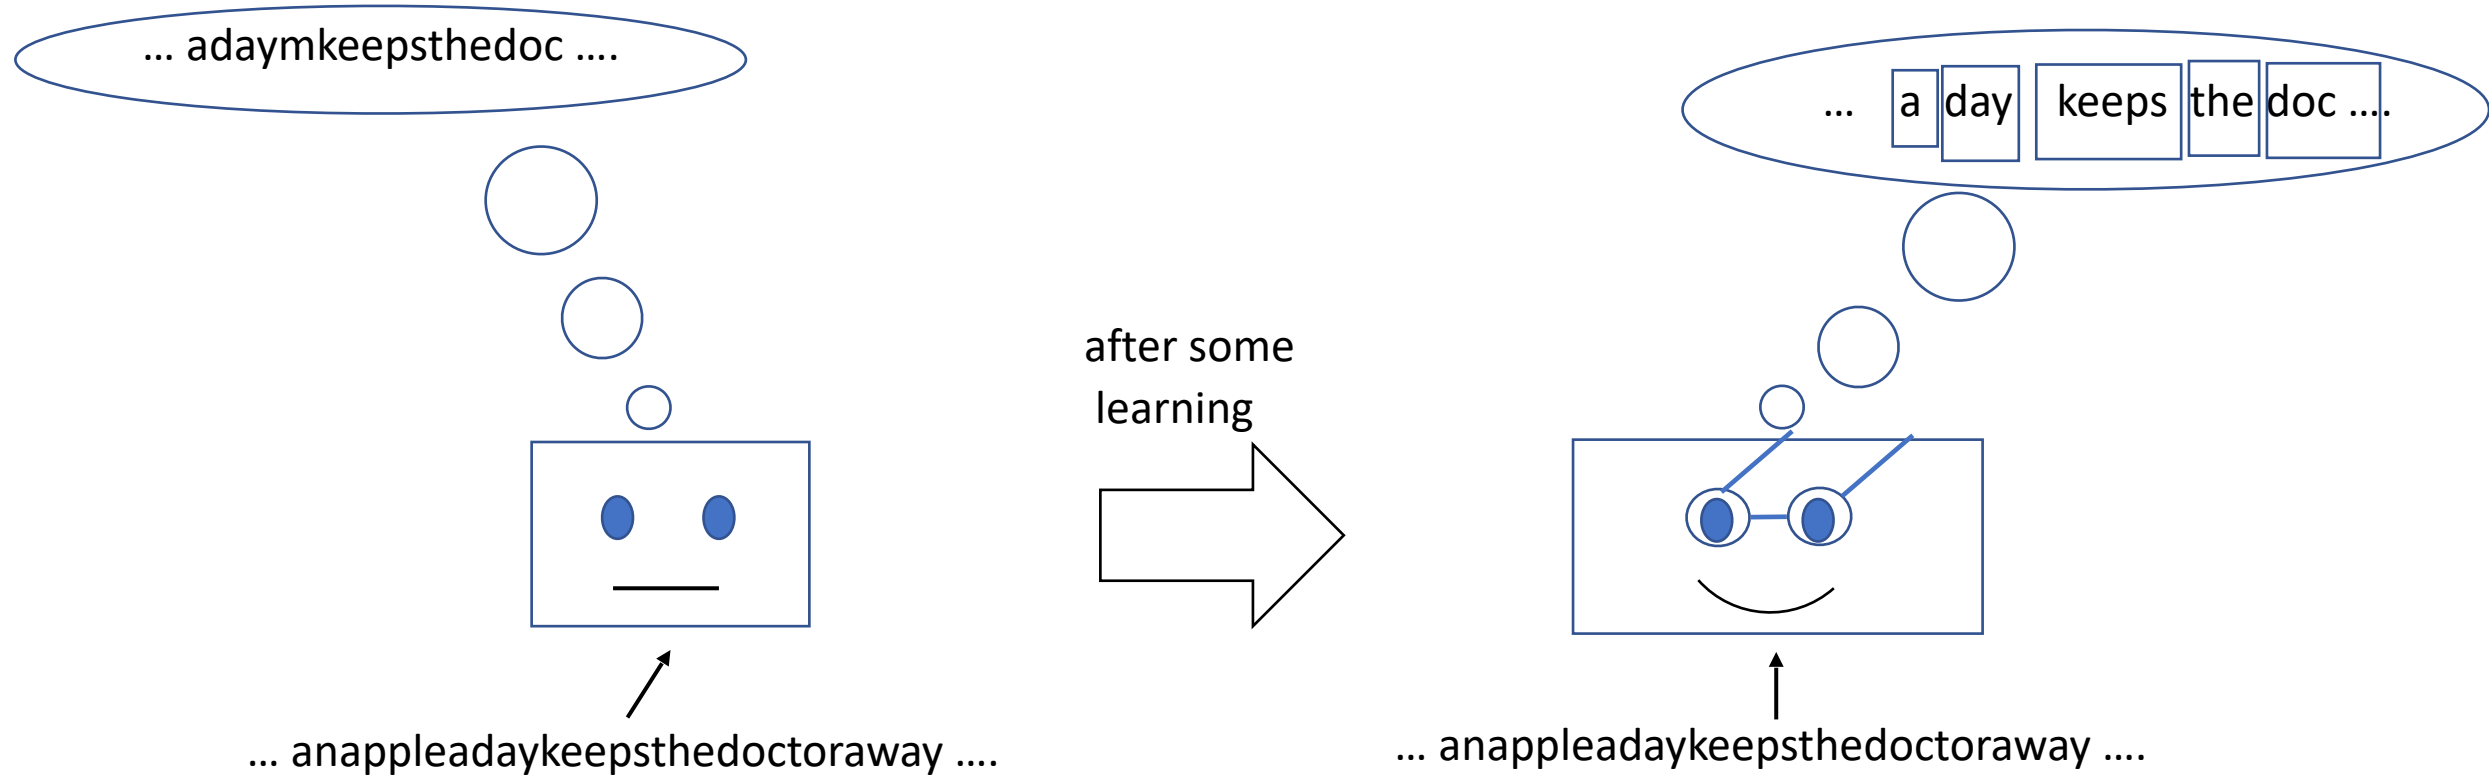 ... adaymkeepsthedoc ....
... a day keeps the doc ....
after some
learning
... anappleadaykeepsthedoctoraway ....
... anappleadaykeepsthedoctoraway ....